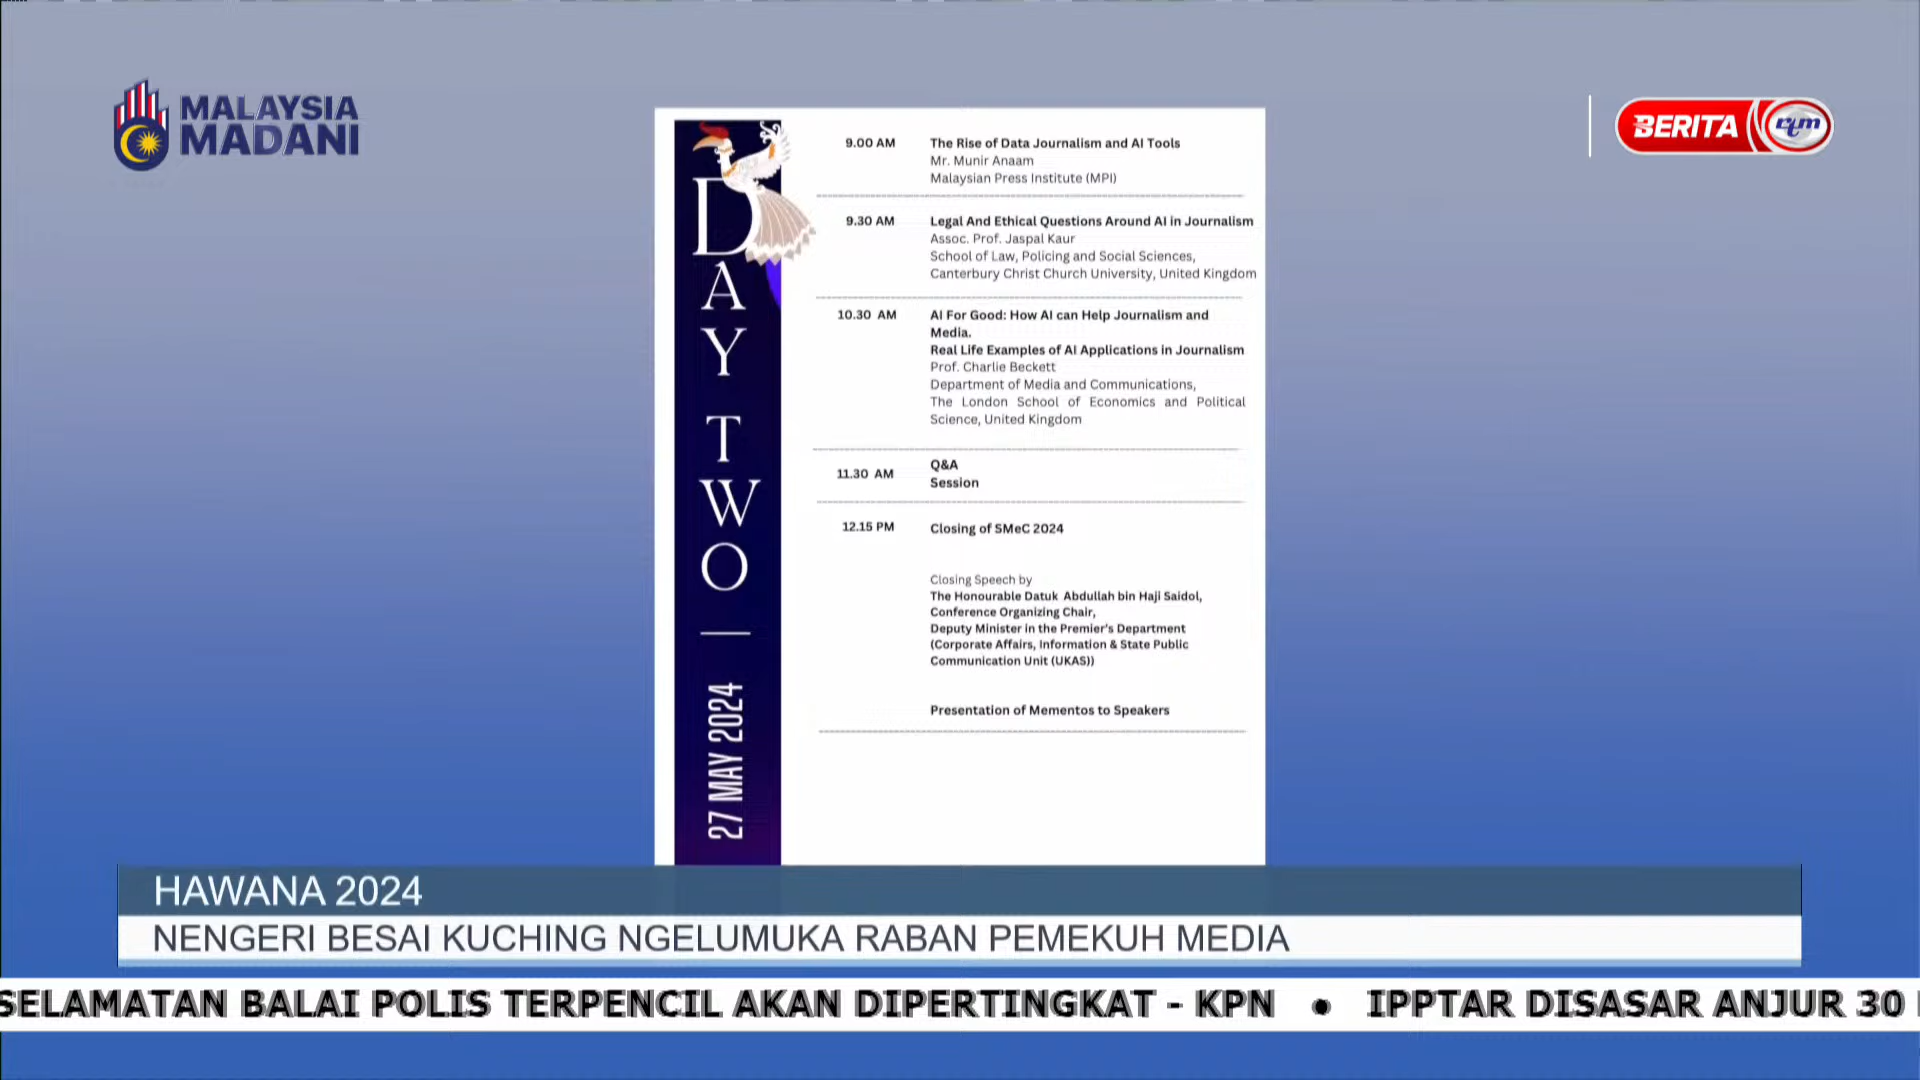 MALAYSIA
MADANI
BERITA rtm
DAY TWO
27 MAY 2024
9.00 AM
The Rise of Data Journalism and AI Tools
Mr. Munir Anaam
Malaysian Press Institute (MPI)
9.30 AM
Legal And Ethical Questions Around AI in Journalism
Assoc. Prof. Jaspal Kaur
School of Law, Policing and Social Sciences,
Canterbury Christ Church University, United Kingdom
10.30 AM
AI For Good: How AI can Help Journalism and
Media.
Real Life Examples of AI Applications in Journalism
Prof. Charlie Beckett
Department of Media and Communications,
The London School of Economics and Political
Science, United Kingdom
11.30 AM
Q&A
Session
12.15 PM
Closing of SMeC 2024
Closing Speech by
The Honourable Datuk Abdullah bin Haji Saidol,
Conference Organizing Chair,
Deputy Minister in the Premier's Department
(Corporate Affairs, Information & State Public
Communication Unit (UKAS))
Presentation of Mementos to Speakers
HAWANA 2024
NENGERI BESAI KUCHING NGELUMUKA RABAN PEMEKUH MEDIA
SELAMATAN BALAI POLIS TERPENCIL AKAN DIPERTINGKAT - KPN • IPPTAR DISASAR ANJUR 30